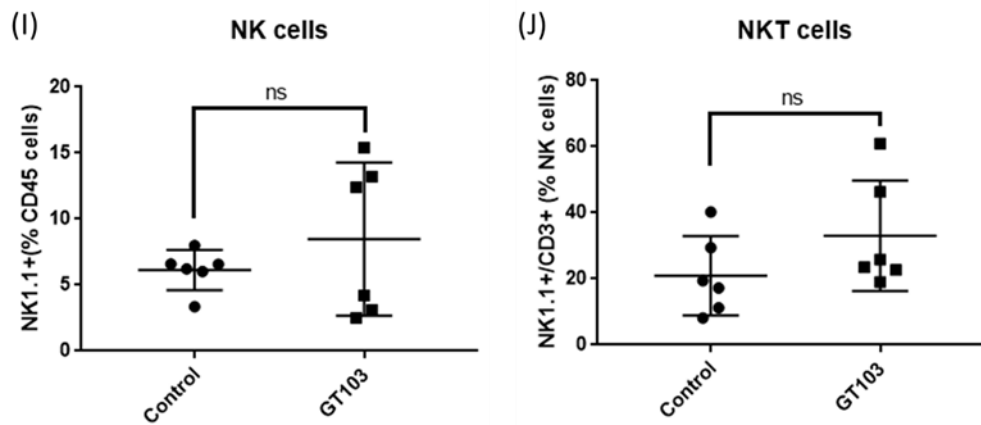 (I)
NK cells
NK1.1+(% CD45 cells)
20
15
10
5
0
ns
Control
GT103
(J)
NKT cells
NK1.1+/CD3+ (% NK cells)
80
60
40
20
0
ns
Control
GT103